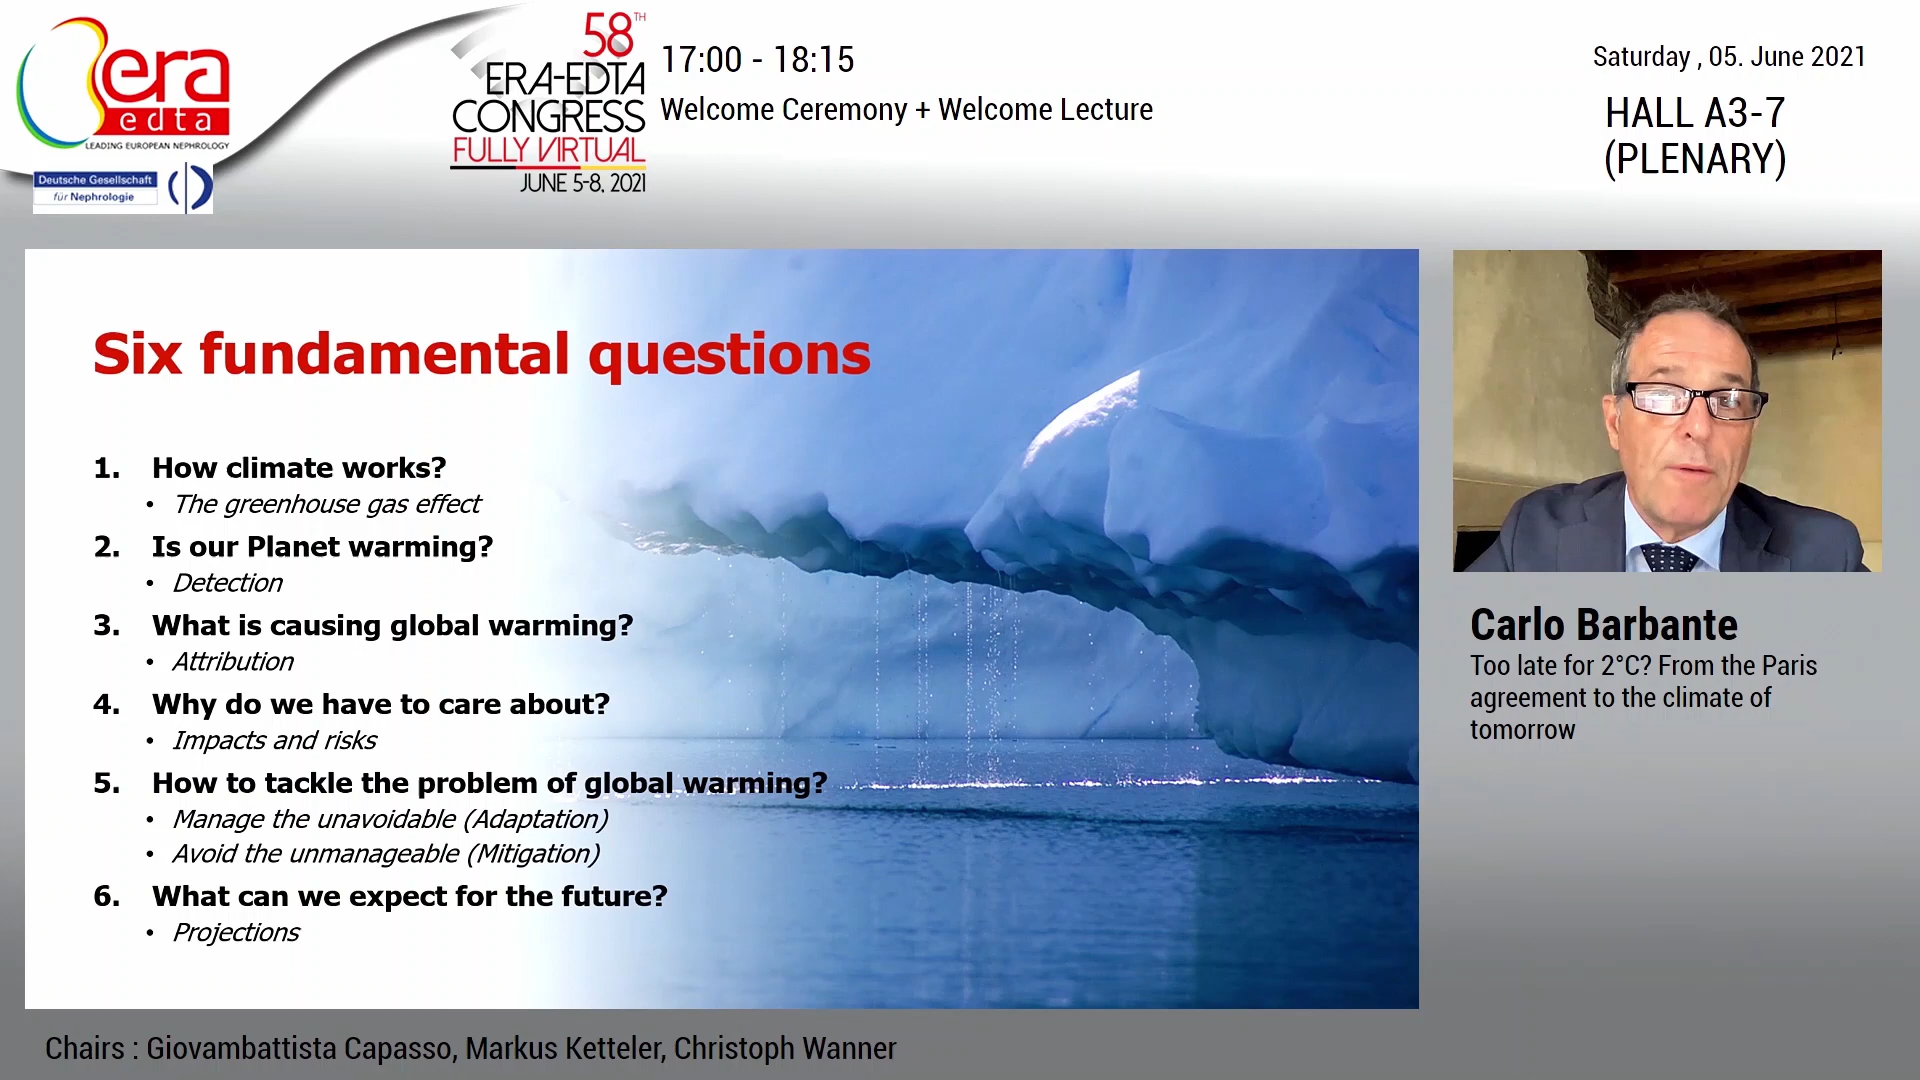 era
edta
LEADING EUROPEAN NEPHROLOGY
Deutsche Gesellschaft
für Nephrologie
58TH
ERA-EDTA
CONGRESS
FULLY VIRTUAL
JUNE 5-8, 2021
17:00 - 18:15
Welcome Ceremony + Welcome Lecture
Saturday , 05. June 2021
HALL A3-7
(PLENARY)
Six fundamental questions
1. How climate works?
• The greenhouse gas effect
2. Is our Planet warming?
• Detection
3. What is causing global warming?
• Attribution
4. Why do we have to care about?
• Impacts and risks
5. How to tackle the problem of global warming?
• Manage the unavoidable (Adaptation)
• Avoid the unmanageable (Mitigation)
6. What can we expect for the future?
• Projections
Carlo Barbante
Too late for 2°C? From the Paris
agreement to the climate of
tomorrow
Chairs : Giovambattista Capasso, Markus Ketteler, Christoph Wanner